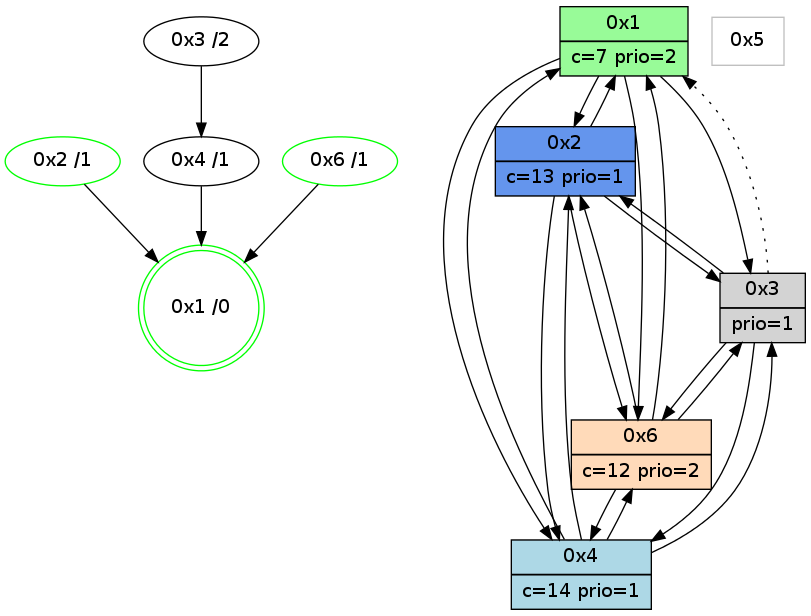 0x3 /2
0x2 /1
0x4 /1
0x6 /1
0x1 /0
0x1
c=7 prio=2
0x5
0x2
c=13 prio=1
0x3
prio=1
0x6
c=12 prio=2
0x4
c=14 prio=1